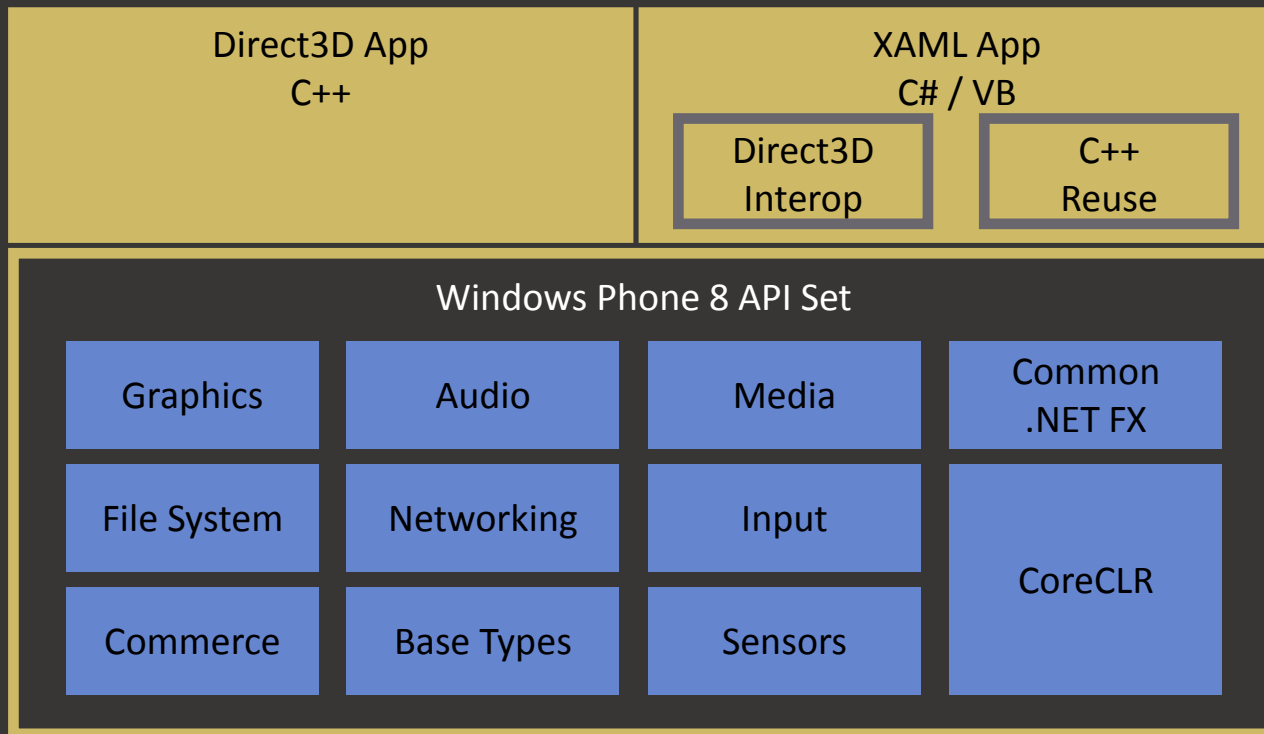 Direct3D App
C++
XAML App
C# / VB
Direct3D
Interop
C++
Reuse
Windows Phone 8 API Set
Graphics
Audio
Media
Common
.NET FX
File System
Networking
Input
CoreCLR
Commerce
Base Types
Sensors